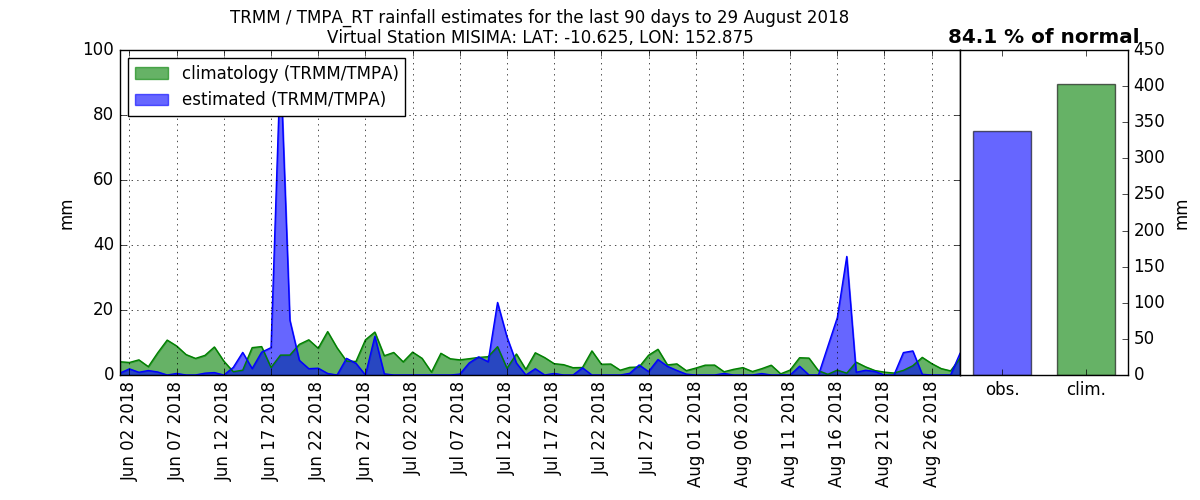 TRMM / TMPA_RT rainfall estimates for the last 90 days to 29 August 2018
Virtual Station MISIMA: LAT: -10.625, LON: 152.875
84.1 % of normal
climatology (TRMM/TMPA)
estimated (TRMM/TMPA)
100
80
60
40
20
0
mm
Jun 02 2018
Jun 07 2018
Jun 12 2018
Jun 17 2018
Jun 22 2018
Jun 27 2018
Jul 02 2018
Jul 07 2018
Jul 12 2018
Jul 17 2018
Jul 22 2018
Jul 27 2018
Aug 01 2018
Aug 06 2018
Aug 11 2018
Aug 16 2018
Aug 21 2018
Aug 26 2018
obs.
clim.
450
400
350
300
250
200
150
100
50
0
mm